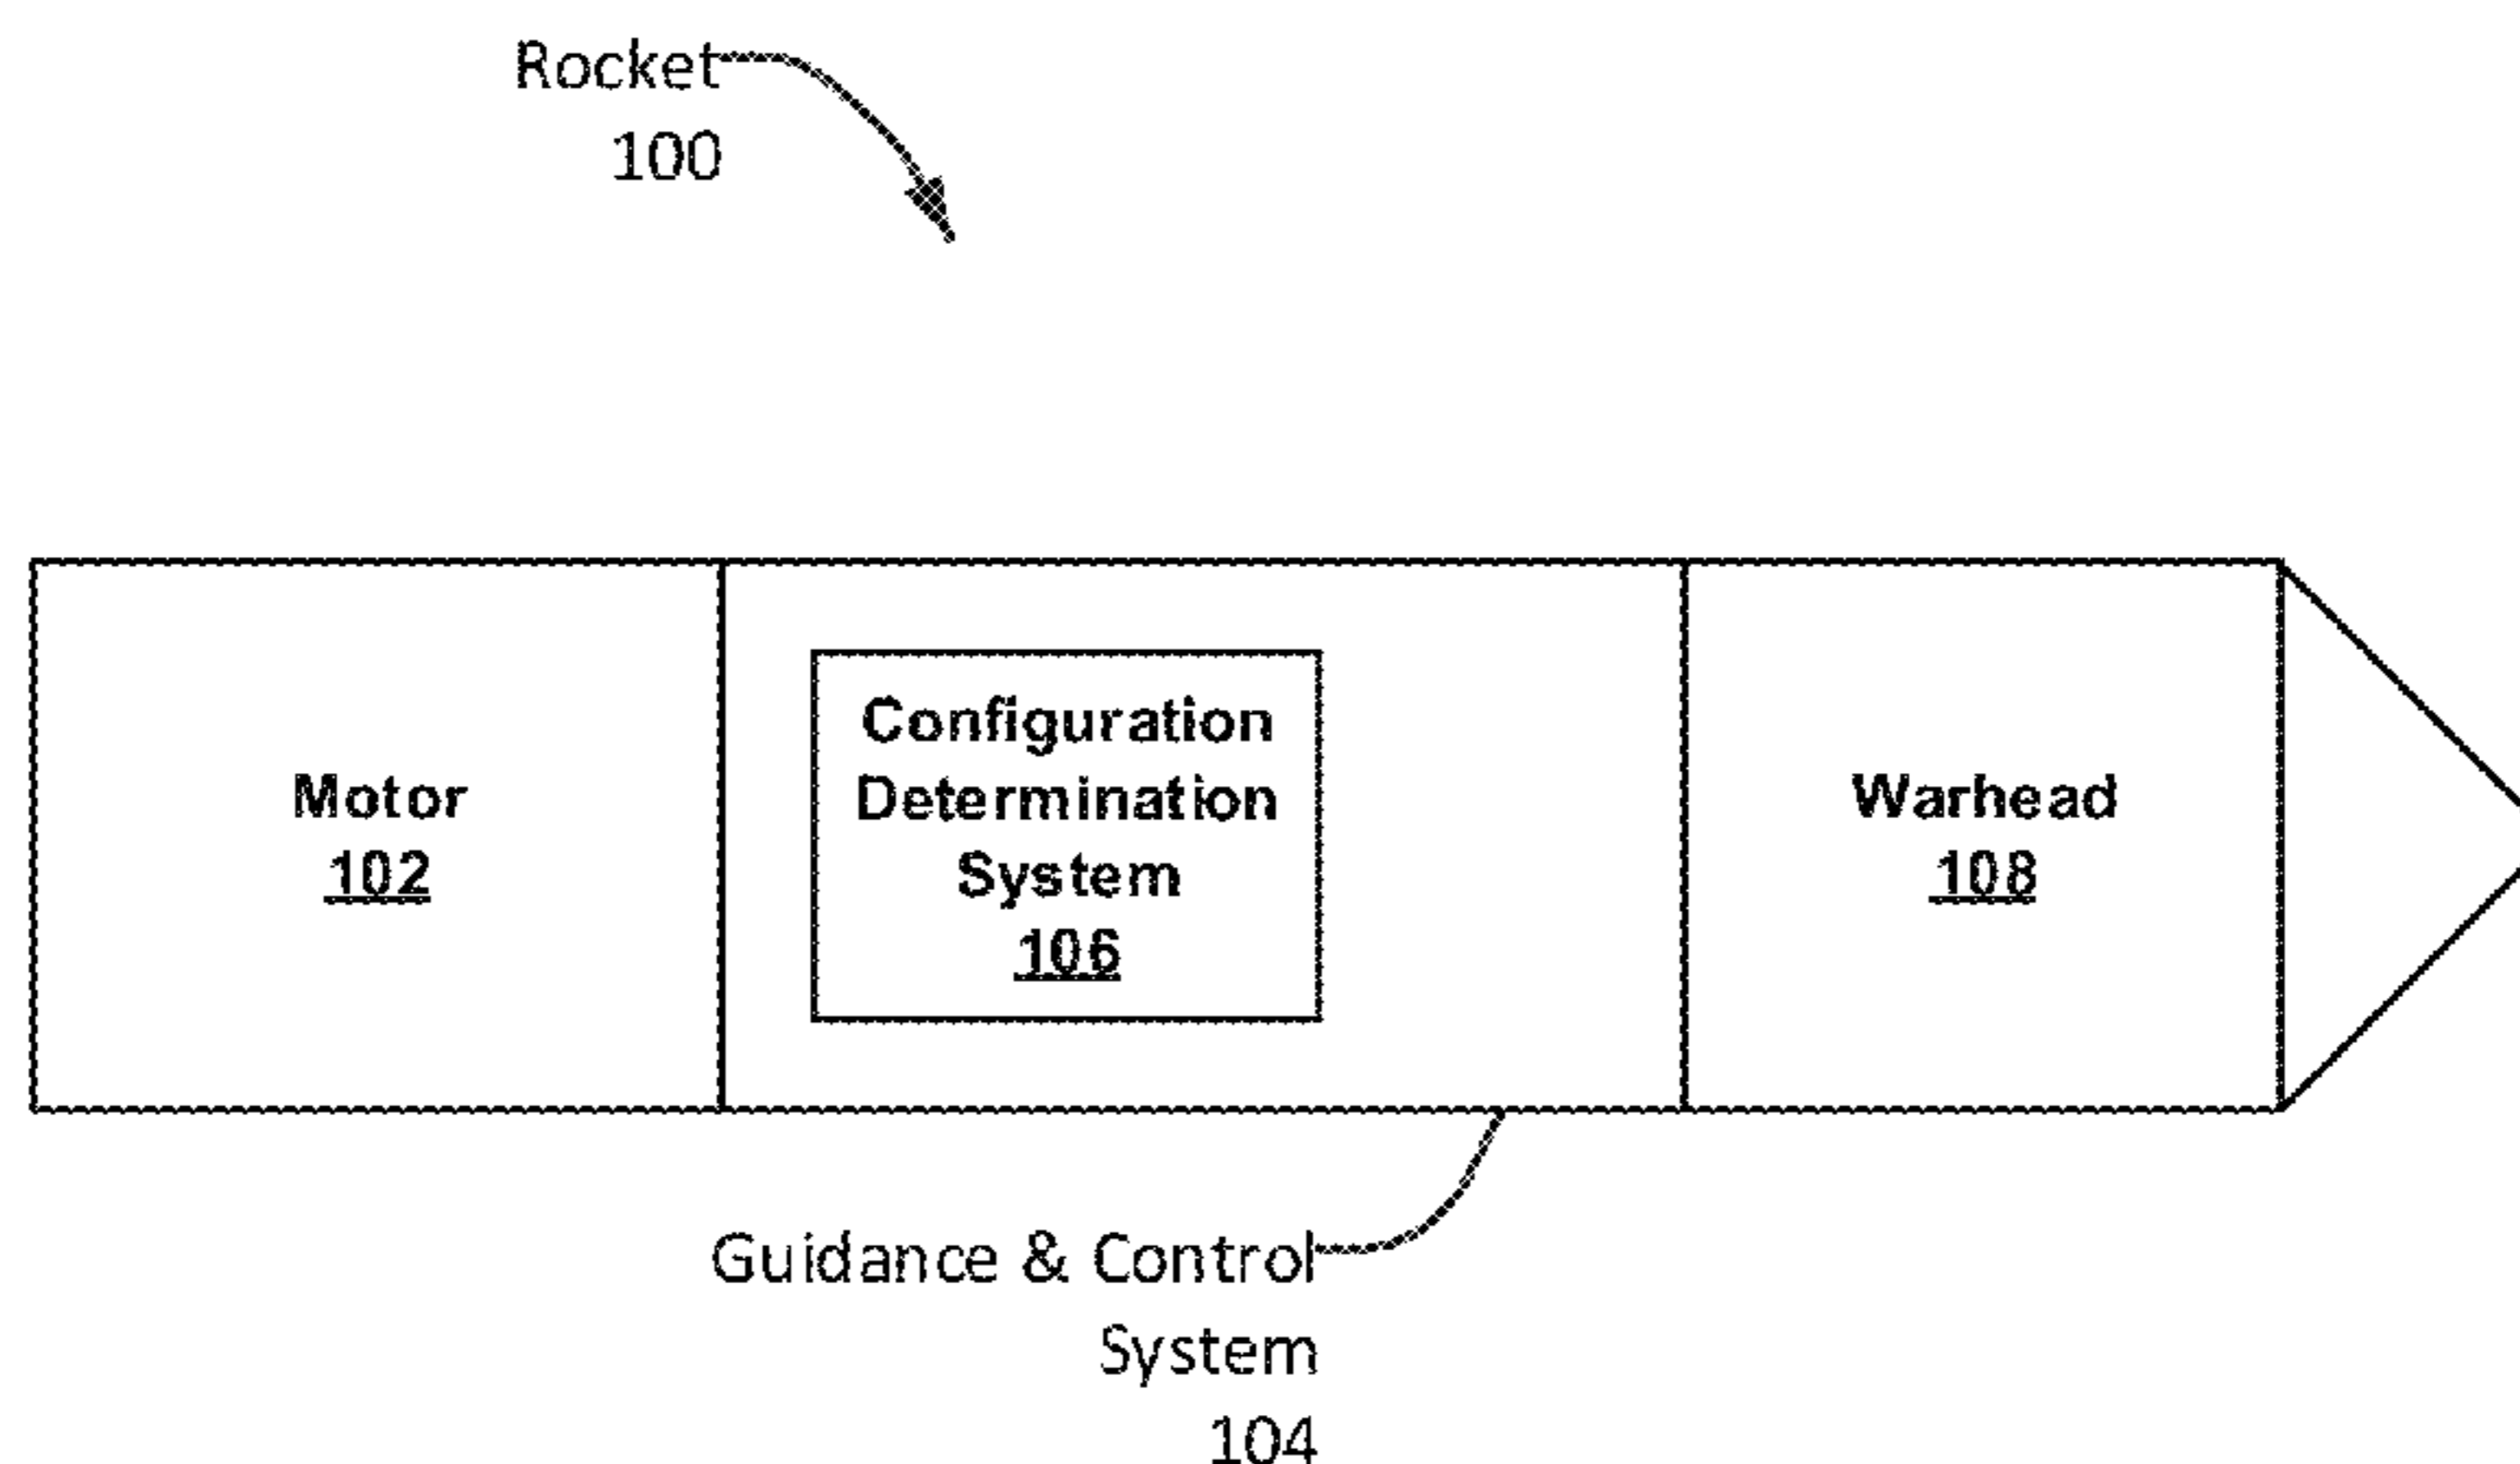 Rocket
100
Motor
102
Configuration
Determination
System
106
Warhead
108
Guidance & Control
System
104